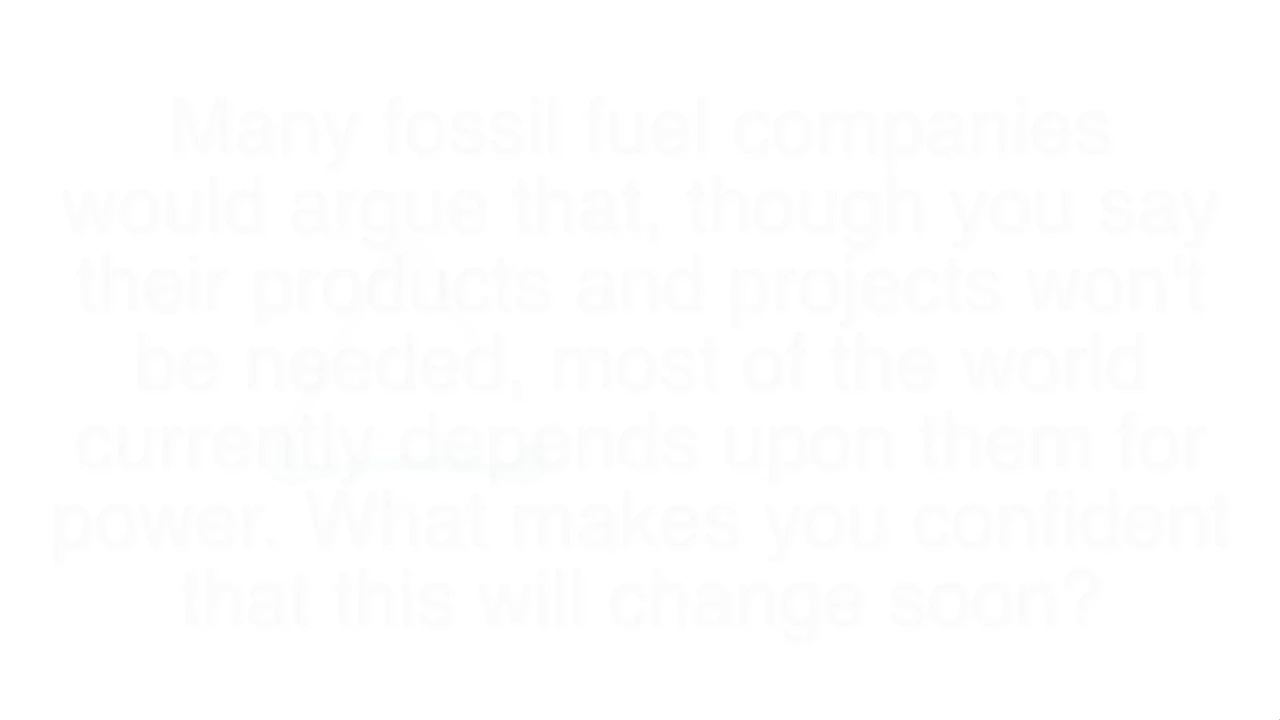 Many fossil fuel companies
would argue that, though you say
their products and projects won't
be needed, most of the world
currently depends upon them for
power. What makes you confident
that this will change soon?